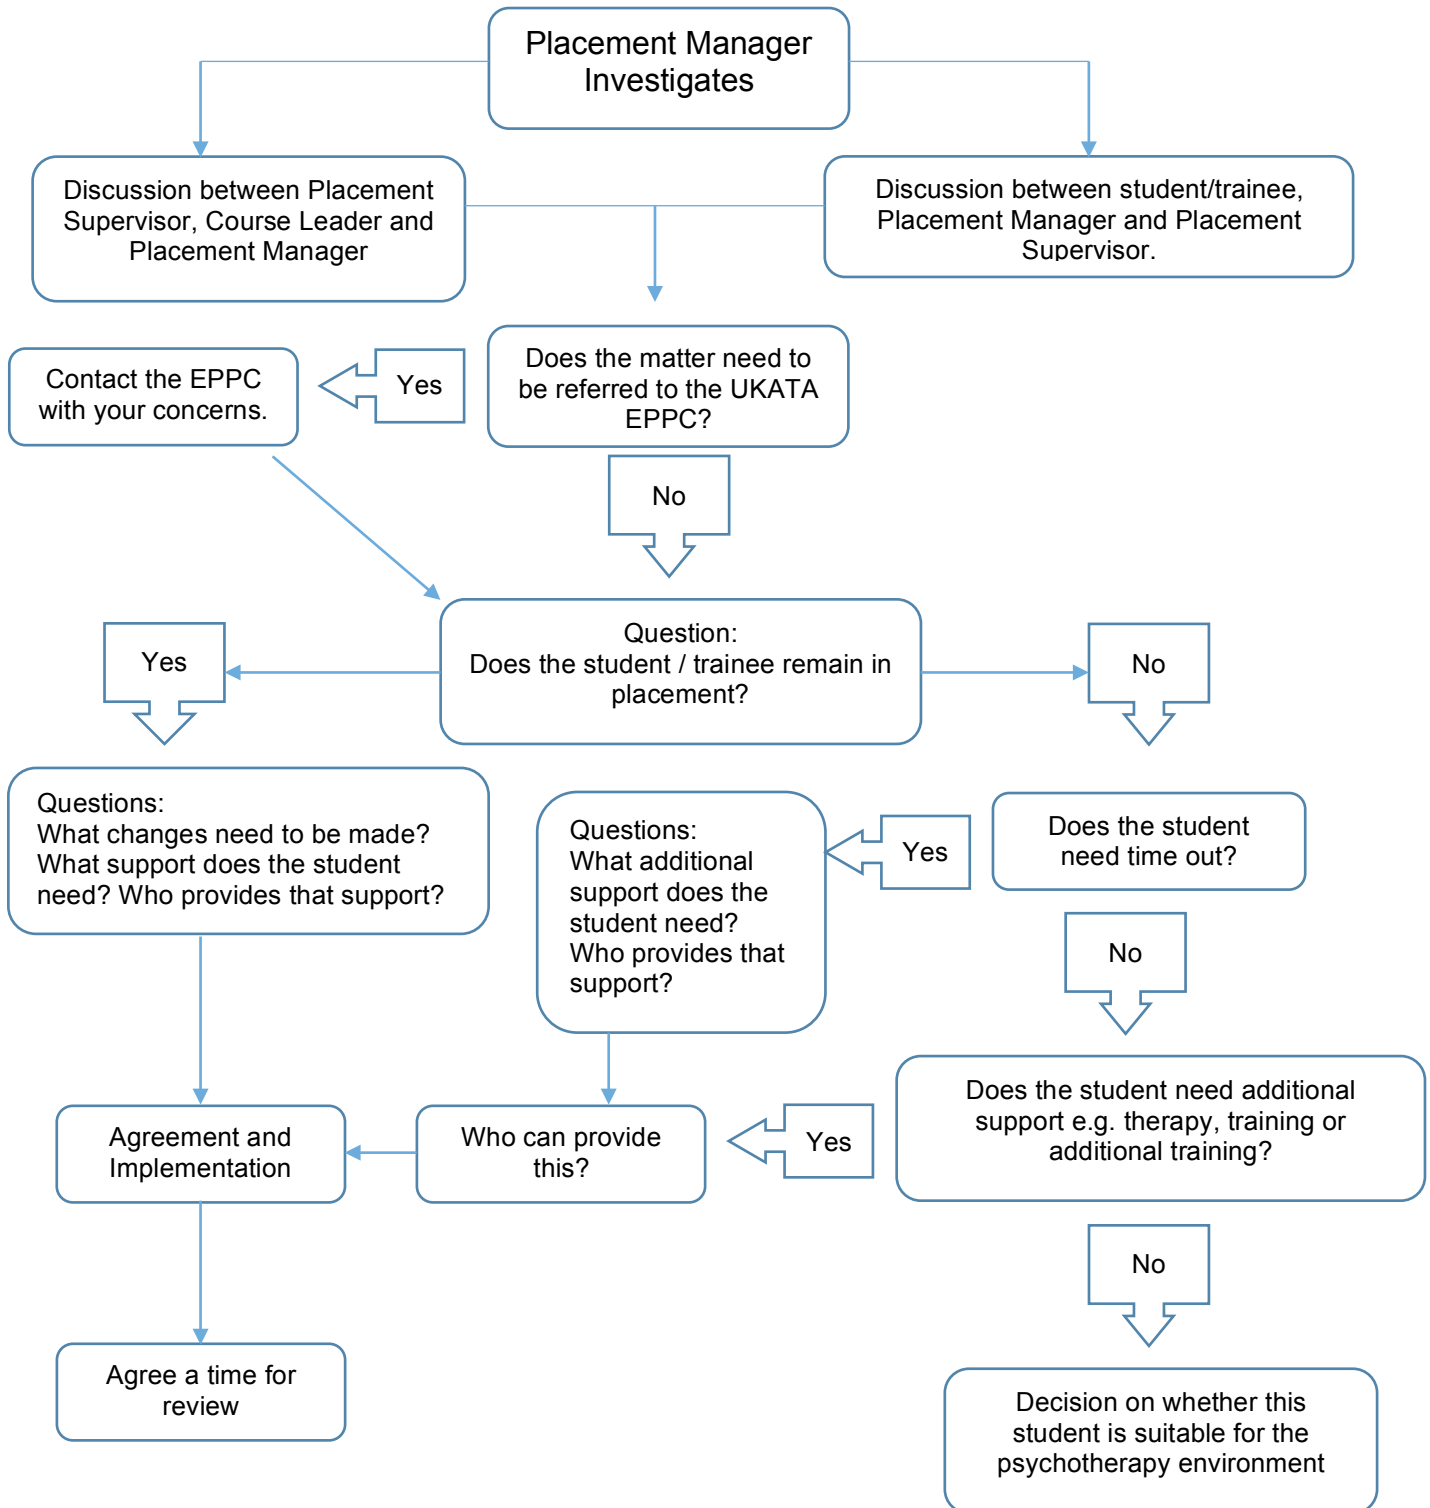 Placement Manager
Investigates
Discussion between Placement
Supervisor, Course Leader and
Placement Manager
Discussion between student/trainee,
Placement Manager and Placement
Supervisor.
Contact the EPPC
with your concerns.
Yes
Does the matter need to
be referred to the UKATA
EPPC?
No
Question:
Does the student / trainee remain in
placement?
Yes
No
Questions:
What changes need to be made?
What support does the student
need? Who provides that support?
Questions:
What additional
support does the
student need?
Who provides that
support?
Yes
Does the student
need time out?
No
Agreement and
Implementation
Who can provide
this?
Yes
Does the student need additional
support e.g. therapy, training or
additional training?
No
Agree a time for
review
Decision on whether this
student is suitable for the
psychotherapy environment